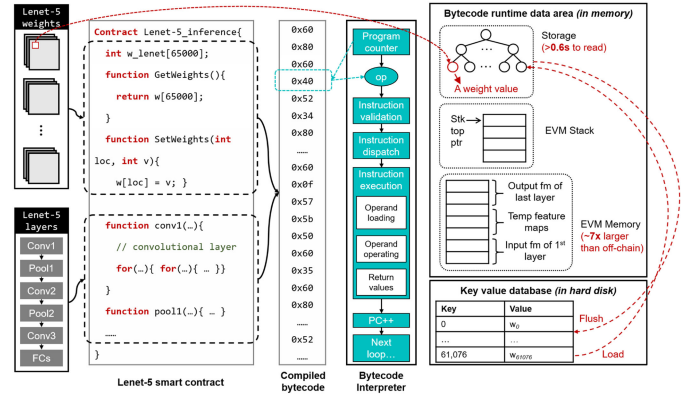 Lenet-5
weights
Lenet-5
layers
Conv1
Pool1
Conv2
Pool2
Conv3
FCs
Contract Lenet-5_inference{
int w_lenet[65000];
function GetWeights(){
return w[65000];
}
function SetWeights(int
loc, int v){
w[loc] = v; }
function conv1(…){
// convolutional layer
for(…){ for(…){ … }}
}
function pool1(…){ … }
……
}
Lenet-5 smart contract
0x60
0x80
0x60
0x40
0x52
0x34
0x80
……
0x60
0x0f
0x57
0x5b
0x50
0x60
0x35
0x60
0x80
……
0x52
……
Compiled
bytecode
Program
counter
op
Instruction
validation
Instruction
dispatch
Instruction
execution
Operand
loading
Operand
operating
Return
values
PC++
Next
loop…
Bytecode
Interpreter
Bytecode runtime data area (in memory)
Storage
(>0.6s to read)
A weight value
Stk
top
ptr
EVM Stack
Output fm of
last layer
Temp feature
maps
Input fm of 1st
layer
EVM Memory
(~7x larger
than off-chain)
Key value database (in hard disk)
Key Value
0 w0
… …
61,076 w61076
Flush
Load